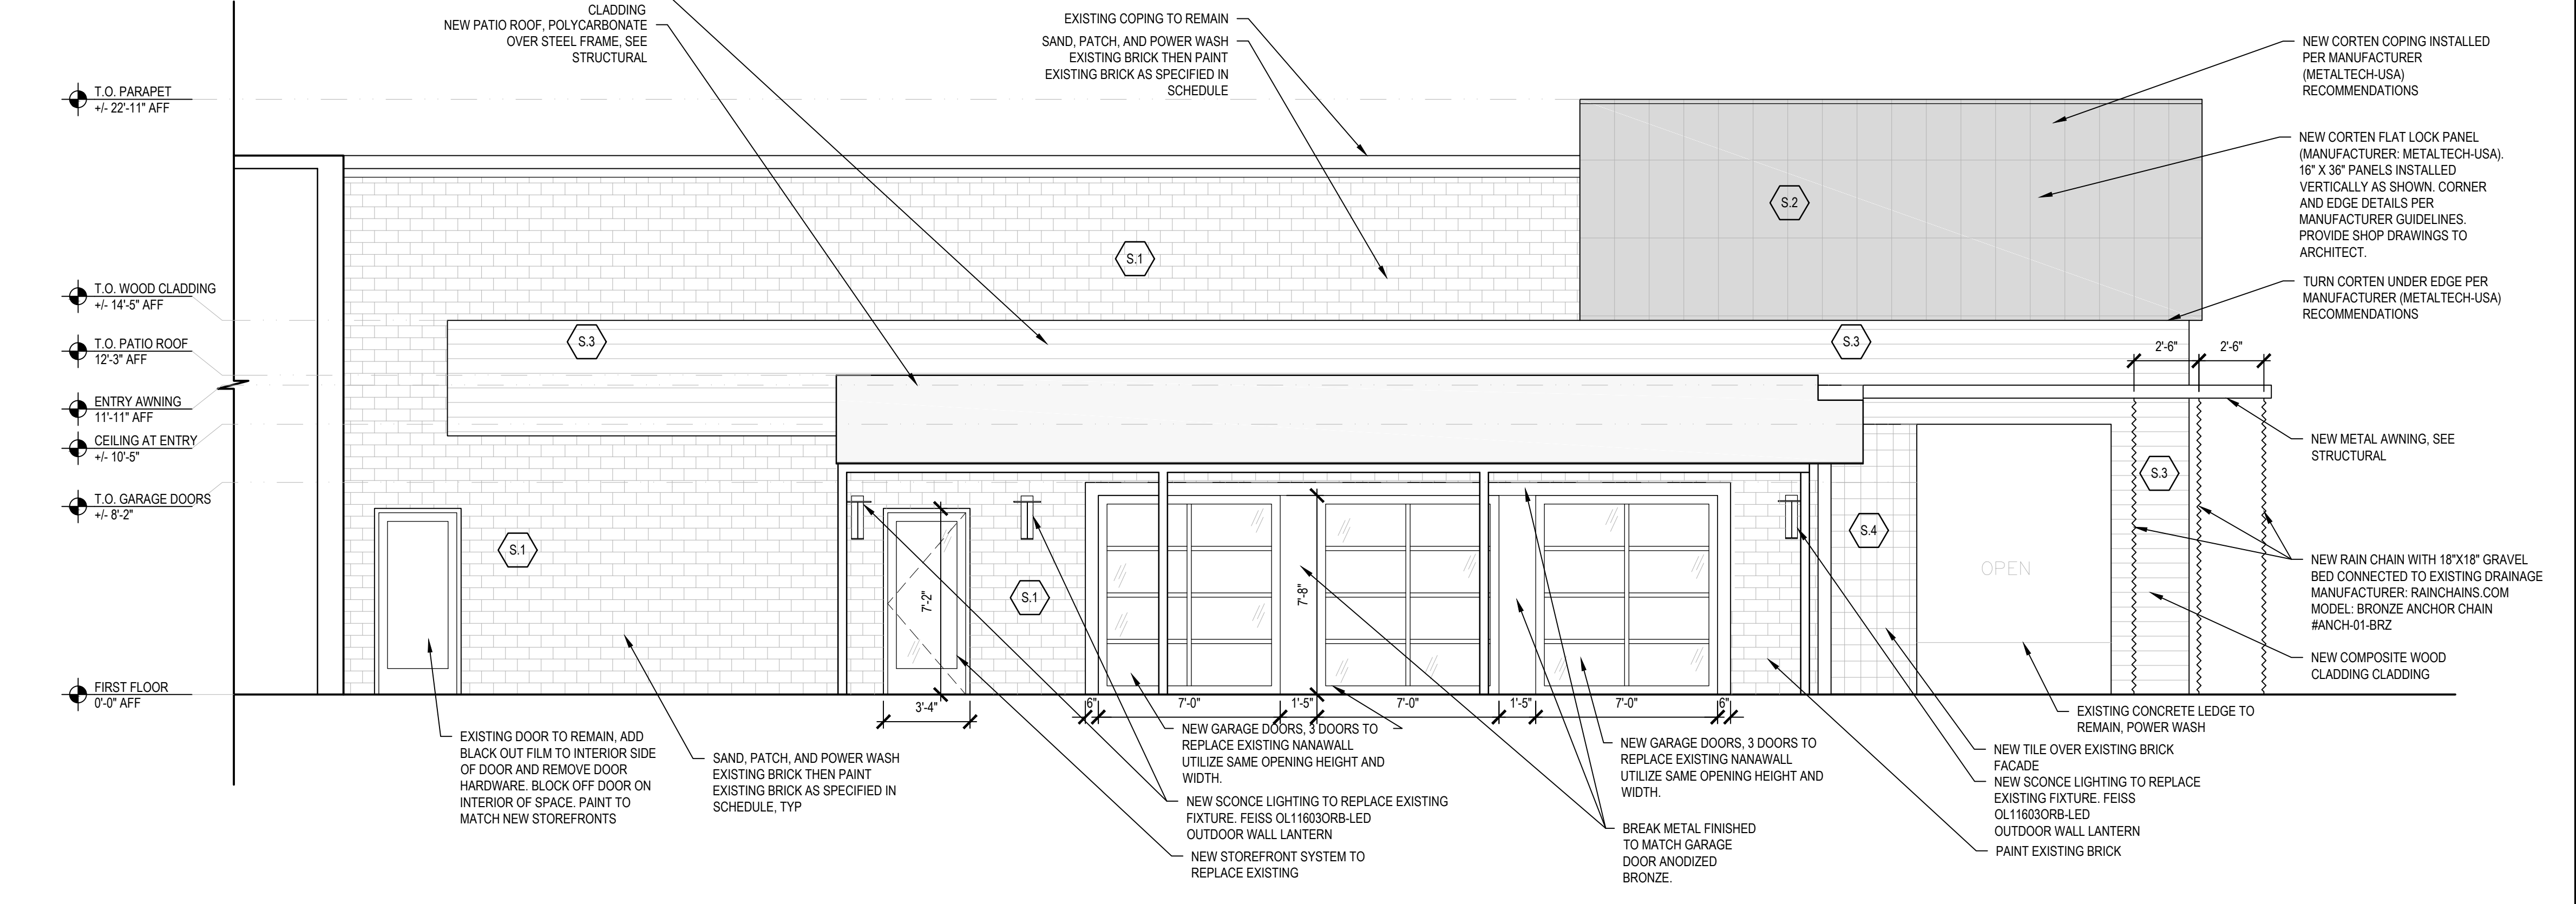 CLADDING
NEW PATIO ROOF, POLYCARBONATE
OVER STEEL FRAME, SEE
STRUCTURAL
EXISTING COPING TO REMAIN
SAND, PATCH, AND POWER WASH
EXISTING BRICK THEN PAINT
EXISTING BRICK AS SPECIFIED IN
SCHEDULE
NEW CORTEN COPING INSTALLED
PER MANUFACTURER
(METALTECH-USA)
RECOMMENDATIONS
NEW CORTEN FLAT LOCK PANEL
(MANUFACTURER: METALTECH-USA).
16" X 36" PANELS INSTALLED
VERTICALLY AS SHOWN. CORNER
AND EDGE DETAILS PER
MANUFACTURER GUIDELINES.
PROVIDE SHOP DRAWINGS TO
ARCHITECT.
TURN CORTEN UNDER EDGE PER
MANUFACTURER (METALTECH-USA)
RECOMMENDATIONS
T.O. PARAPET
+/- 22'-11" AFF
T.O. WOOD CLADDING
+/- 14'-5" AFF
T.O. PATIO ROOF
12'-3" AFF
ENTRY AWNING
11'-11" AFF
CEILING AT ENTRY
+/- 10'-5"
T.O. GARAGE DOORS
+/- 8'-2"
FIRST FLOOR
0'-0" AFF
S.2
S.1
S.3
S.3
2'-6"
2'-6"
S.3
S.4
S.1
S.1
OPEN
7'-2"
7'-8"
3'-4"
6"
7'-0"
1'-5"
7'-0"
1'-5"
7'-0"
6"
NEW METAL AWNING, SEE
STRUCTURAL
NEW RAIN CHAIN WITH 18"X18" GRAVEL
BED CONNECTED TO EXISTING DRAINAGE
MANUFACTURER: RAINCHAINS.COM
MODEL: BRONZE ANCHOR CHAIN
#ANCH-01-BRZ
NEW COMPOSITE WOOD
CLADDING CLADDING
EXISTING DOOR TO REMAIN, ADD
BLACK OUT FILM TO INTERIOR SIDE
OF DOOR AND REMOVE DOOR
HARDWARE. BLOCK OFF DOOR ON
INTERIOR OF SPACE. PAINT TO
MATCH NEW STOREFRONTS
SAND, PATCH, AND POWER WASH
EXISTING BRICK THEN PAINT
EXISTING BRICK AS SPECIFIED IN
SCHEDULE, TYP
NEW GARAGE DOORS, 3 DOORS TO
REPLACE EXISTING NANAWALL
UTILIZE SAME OPENING HEIGHT AND
WIDTH.
NEW SCONCE LIGHTING TO REPLACE EXISTING
FIXTURE. FEISS OL11603ORB-LED
OUTDOOR WALL LANTERN
NEW STOREFRONT SYSTEM TO
REPLACE EXISTING
NEW GARAGE DOORS, 3 DOORS TO
REPLACE EXISTING NANAWALL
UTILIZE SAME OPENING HEIGHT AND
WIDTH.
BREAK METAL FINISHED
TO MATCH GARAGE
DOOR ANODIZED
BRONZE.
EXISTING CONCRETE LEDGE TO
REMAIN, POWER WASH
NEW TILE OVER EXISTING BRICK
FACADE
NEW SCONCE LIGHTING TO REPLACE
EXISTING FIXTURE. FEISS
OL11603ORB-LED
OUTDOOR WALL LANTERN
PAINT EXISTING BRICK